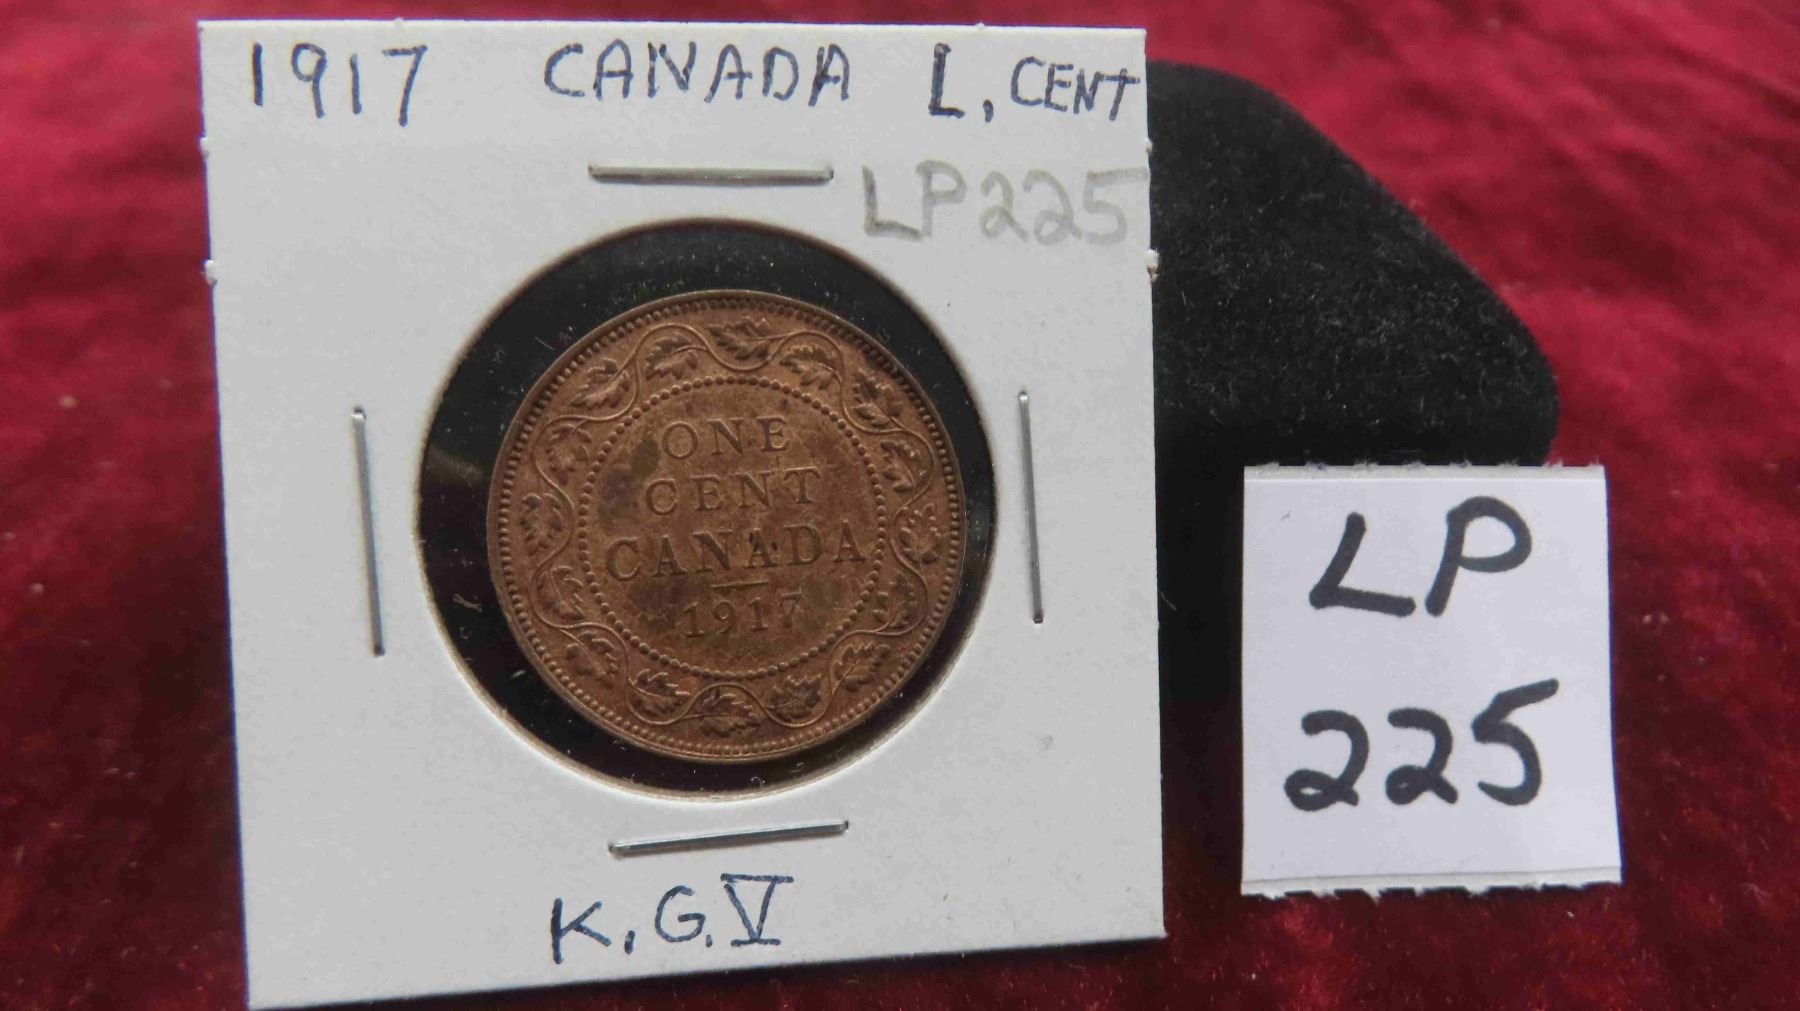 1917 CANADA L. CENT
LP225
ONE
CENT
CANADA
1917
K.G.V
LP
225